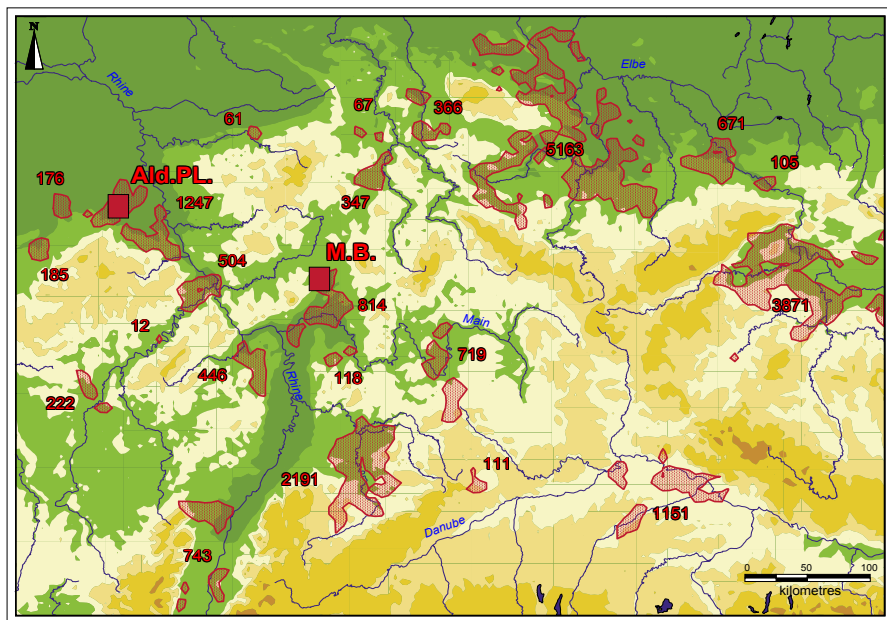 N
Rhine
Elbe
61
67
366
671
5163
105
176
Ald.PL.
1247
347
185
504
M.B.
12
814
3871
Main
719
446
118
Rhine
222
2191
111
Danube
1151
743
0 50 100
kilometres